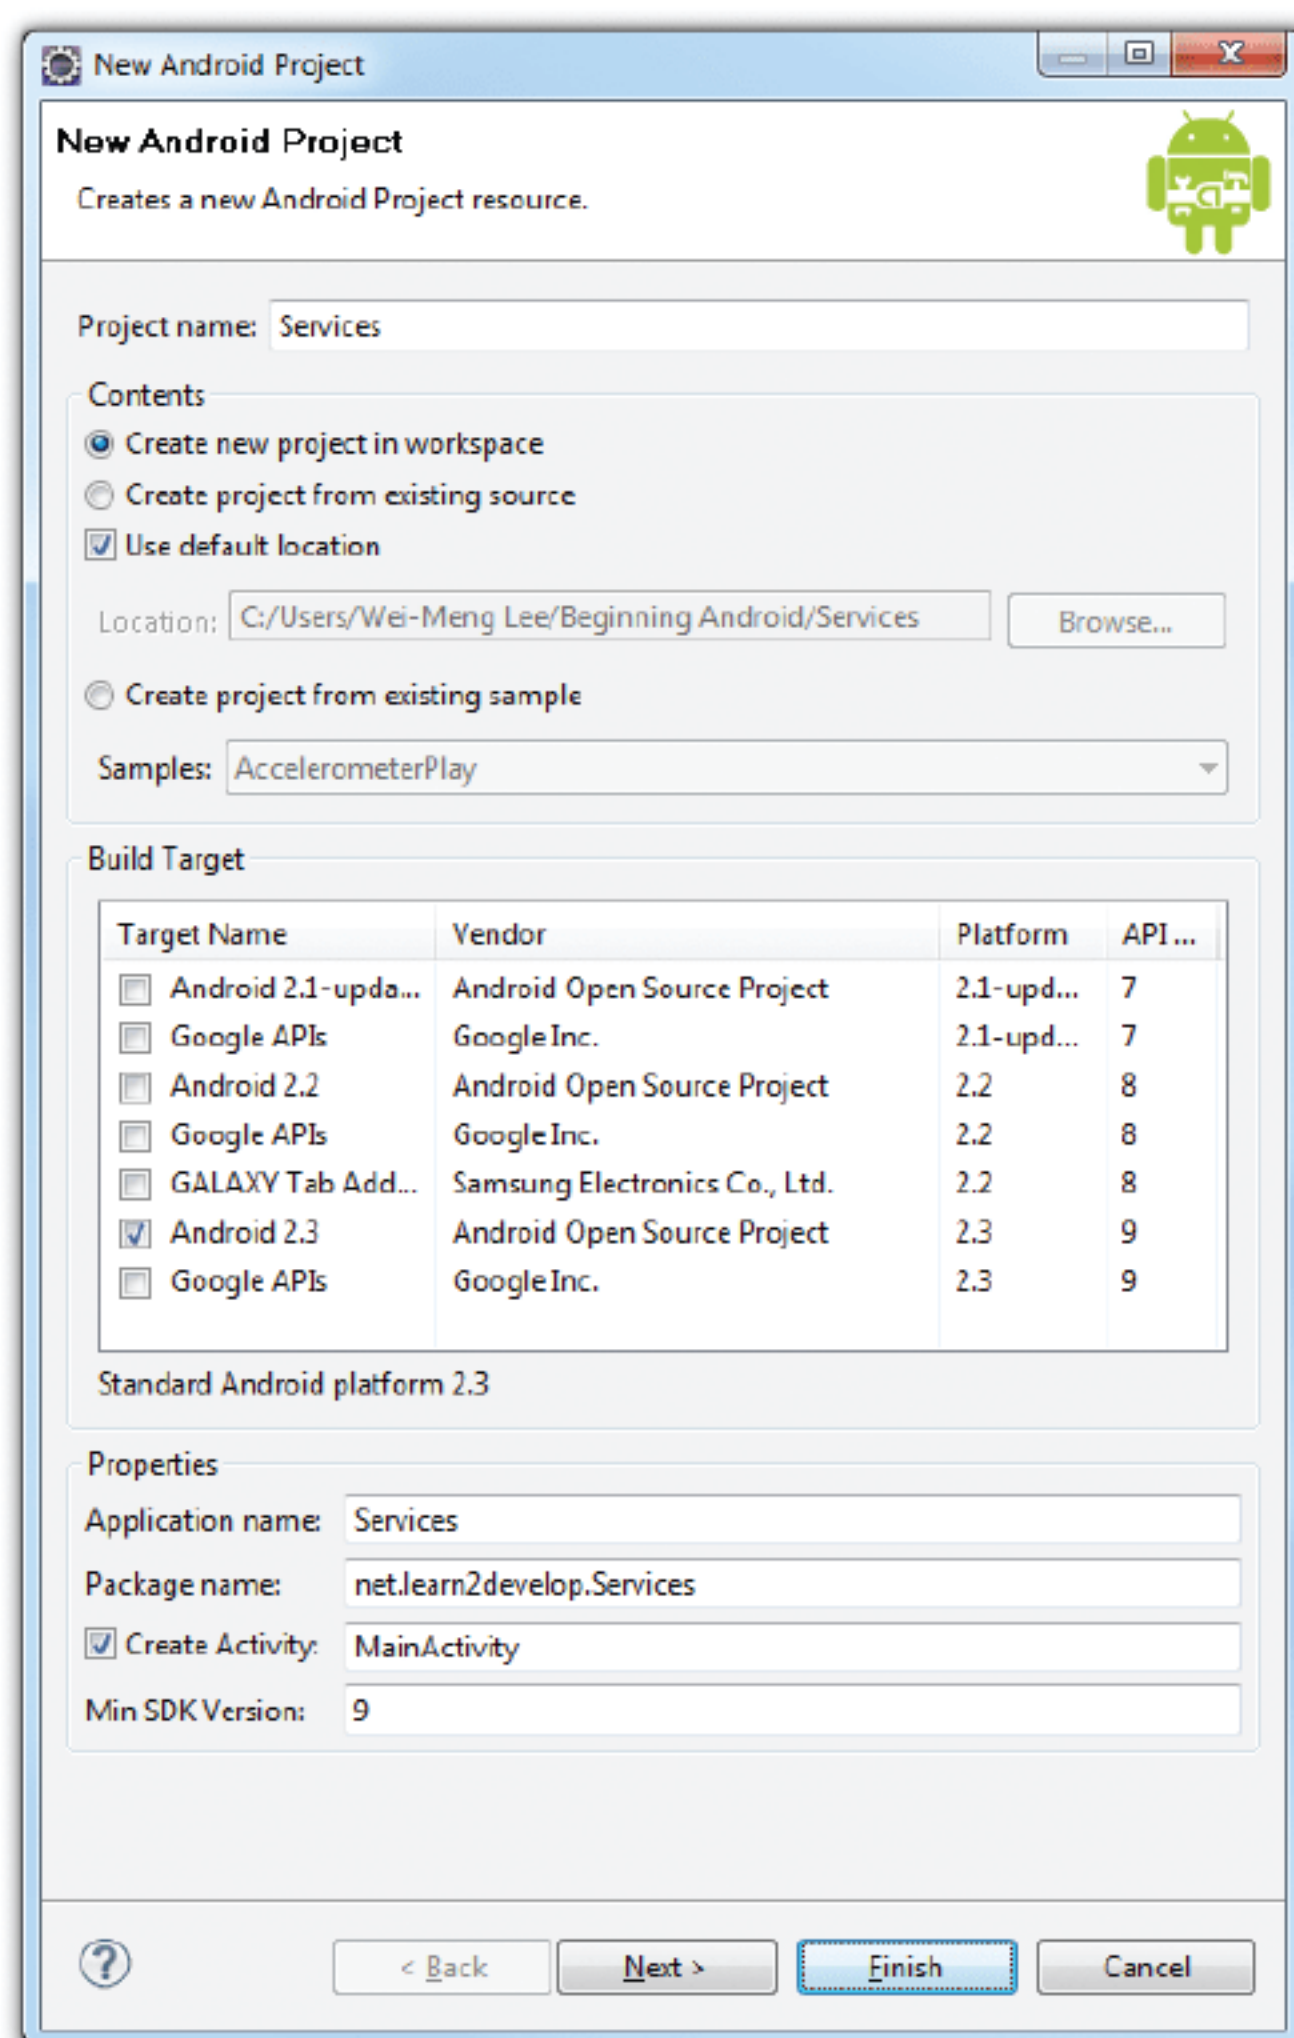 New Android Project
New Android Project
Creates a new Android Project resource.
Project name: Services
Contents
Create new project in workspace
Create project from existing source
Use default location
Location: C:/Users/Wei-Meng Lee/Beginning Android/Services Browse...
Create project from existing sample
Samples: AccelerometerPlay
Build Target
Target Name Vendor Platform API ...
Android 2.1-upda... Android Open Source Project 2.1-upd... 7
Google APIs Google Inc. 2.1-upd... 7
Android 2.2 Android Open Source Project 2.2 8
Google APIs Google Inc. 2.2 8
GALAXY Tab Add... Samsung Electronics Co., Ltd. 2.2 8
Android 2.3 Android Open Source Project 2.3 9
Google APIs Google Inc. 2.3 9
Standard Android platform 2.3
Properties
Application name: Services
Package name: net.learn2develop.Services
Create Activity: MainActivity
Min SDK Version: 9
? < Back Next > Finish Cancel